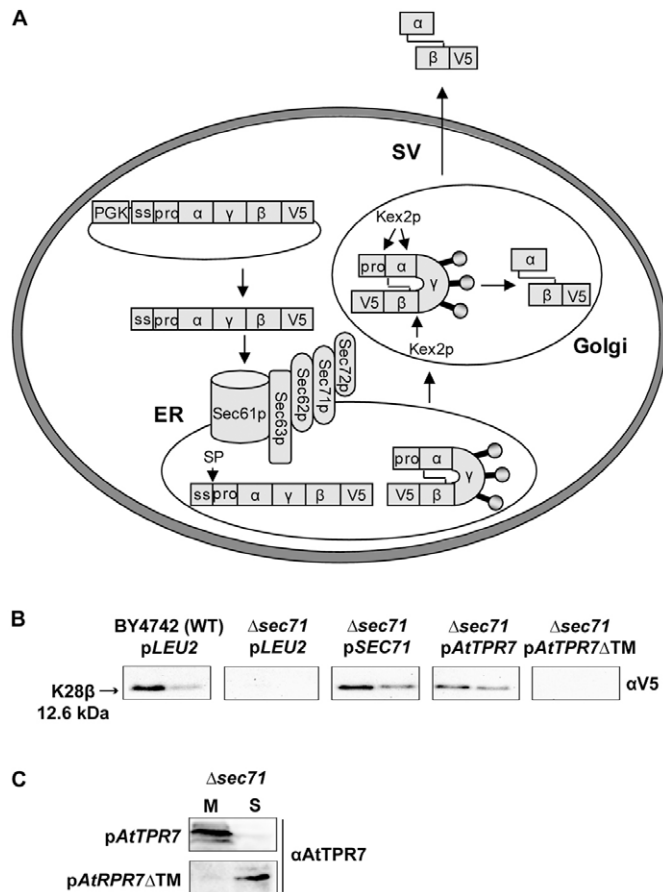 A
α
β V5
SV
PGK ss pro α γ β V5
Kex2p
pro α
γ
V5 β
α
β V5
ss pro α γ β V5
Kex2p
Golgi
Sec61p
Sec63p
Sec62p
Sec71p
Sec72p
ER
SP
ss pro α γ β V5
pro α
γ
V5 β
B
BY4742 (WT) Δsec71 Δsec71 Δsec71 Δsec71
pLEU2 pLEU2 pSEC71 pAtTPR7 pAtTPR7ΔTM
K28β→ αV5
12.6 kDa
C
Δsec71
M S
pAtTPR7
αAtTPR7
pAtRPR7ΔTM